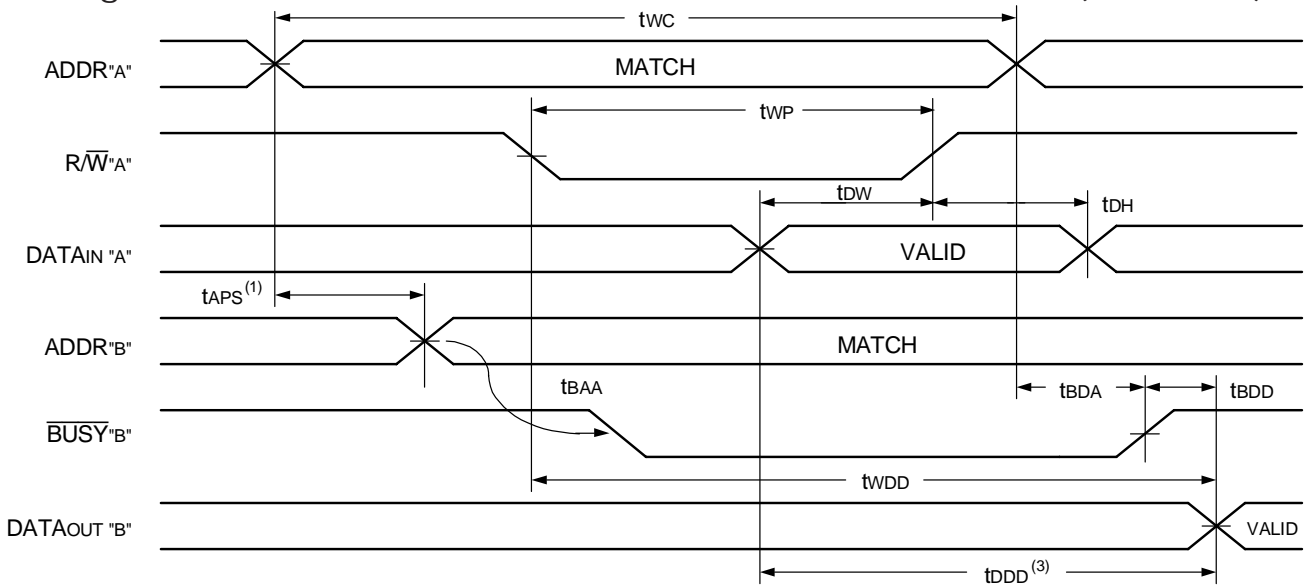 tWC
ADDR"A"
MATCH
tWP
R/W̅"A"
tDW
tDH
DATAIN "A"
VALID
tAPS(1)
ADDR"B"
MATCH
tBAA
tBDA
tBDD
B̅U̅S̅Y̅"B"
tWDD
DATAOUT "B"
VALID
tDDD(3)